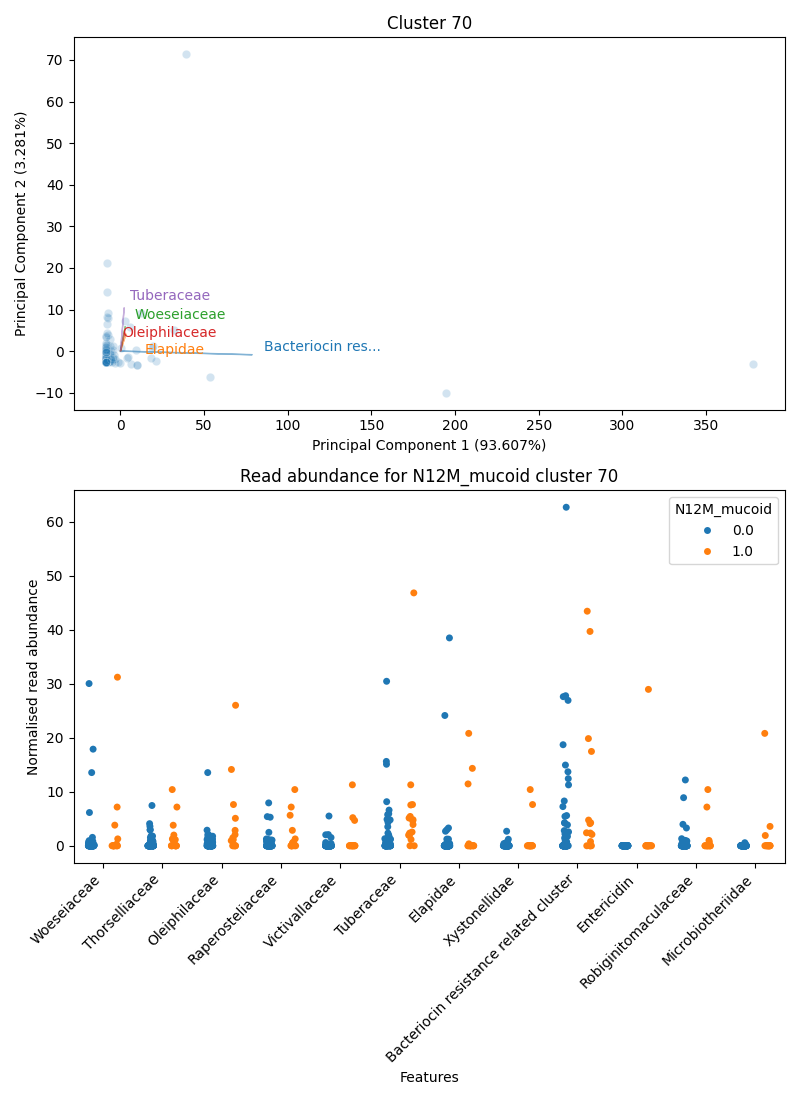 Cluster 70
Principal Component 2 (3.281%)
70
60
50
40
30
20
10
0
−10
Tuberaceae
Woeseiaceae
Oleiphilaceae
Elapidae
Bacteriocin res...
0
50
100
150
200
250
300
350
Principal Component 1 (93.607%)
Read abundance for N12M_mucoid cluster 70
Normalised read abundance
60
50
40
30
20
10
0
N12M_mucoid
0.0
1.0
Woeseiaceae
Thorselliaceae
Oleiphilaceae
Raperosteliaceae
Victivallaceae
Tuberaceae
Elapidae
Xystonellidae
Bacteriocin resistance related cluster
Entericidin
Robiginitomaculaceae
Microbiotheriidae
Features